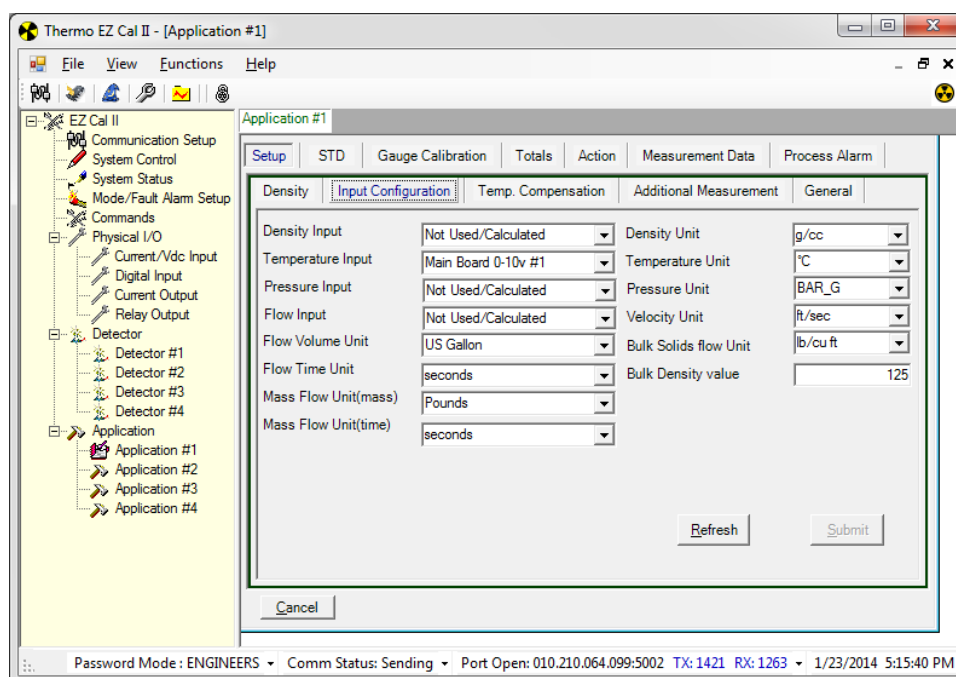 Thermo EZ Cal II - [Application #1]
File View Functions Help
EZ Cal II
Communication Setup
System Control
System Status
Mode/Fault Alarm Setup
Commands
Physical I/O
Current/Vdc Input
Digital Input
Current Output
Relay Output
Detector
Detector #1
Detector #2
Detector #3
Detector #4
Application
Application #1
Application #2
Application #3
Application #4
Application #1
Setup STD Gauge Calibration Totals Action Measurement Data Process Alarm
Density Input Configuration Temp. Compensation Additional Measurement General
Density Input Not Used/Calculated Density Unit g/cc
Temperature Input Main Board 0-10v #1 Temperature Unit °C
Pressure Input Not Used/Calculated Pressure Unit BAR_G
Flow Input Not Used/Calculated Velocity Unit ft/sec
Flow Volume Unit US Gallon Bulk Solids flow Unit lb/cu ft
Flow Time Unit seconds Bulk Density value 125
Mass Flow Unit(mass) Pounds
Mass Flow Unit(time) seconds
Refresh Submit
Cancel
Password Mode : ENGINEERS Comm Status: Sending Port Open: 010.210.064.099:5002 TX: 1421 RX: 1263 1/23/2014 5:15:40 PM